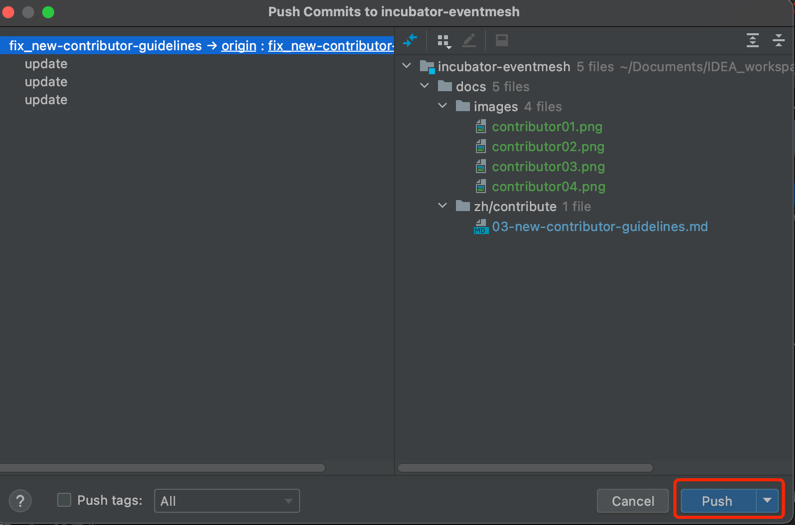 Push Commits to incubator-eventmesh
fix_new-contributor-guidelines → origin : fix_new-contributor-
update
update
update
incubator-eventmesh 5 files ~/Documents/IDEA_workspa
docs 5 files
images 4 files
contributor01.png
contributor02.png
contributor03.png
contributor04.png
zh/contribute 1 file
MD 03-new-contributor-guidelines.md
? Push tags: All Cancel Push